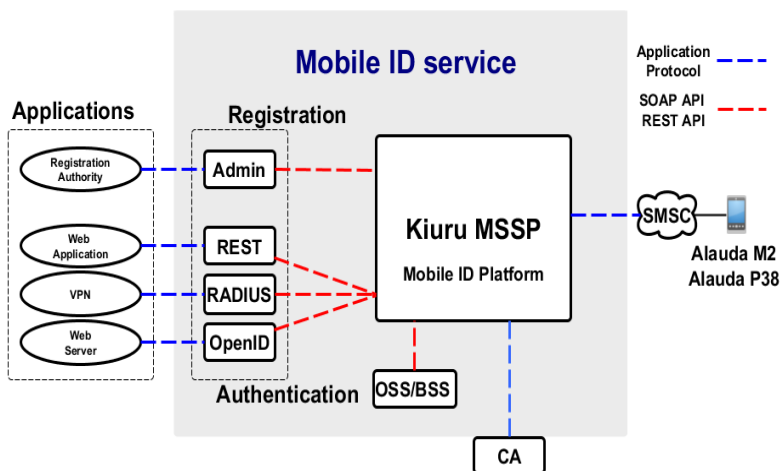 Mobile ID service
Application
Protocol
SOAP API
REST API
Applications
Registration
Registration
Authority
Admin
Web
Application
REST
VPN
RADIUS
Web
Server
OpenID
Authentication
Kiuru MSSP
Mobile ID Platform
OSS/BSS
CA
SMSC
Alauda M2
Alauda P38